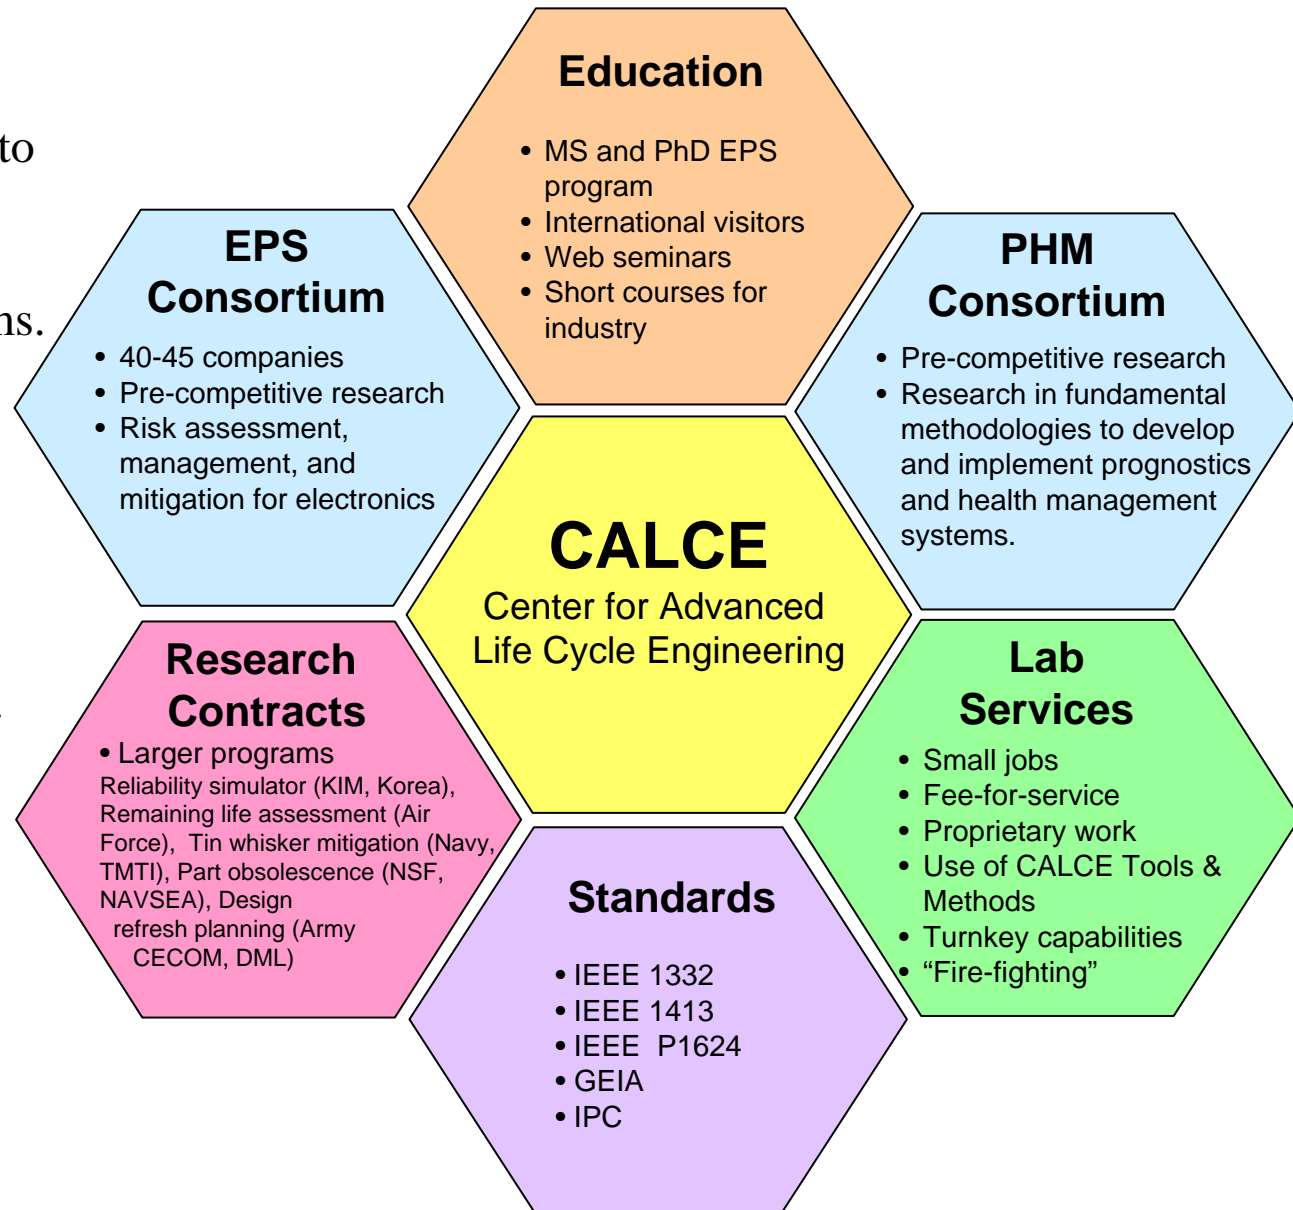 to
ns.
.
Education
• MS and PhD EPS
program
• International visitors
• Web seminars
• Short courses for
industry
EPS
Consortium
• 40-45 companies
• Pre-competitive research
• Risk assessment,
management, and
mitigation for electronics
PHM
Consortium
• Pre-competitive research
• Research in fundamental
methodologies to develop
and implement prognostics
and health management
systems.
CALCE
Center for Advanced
Life Cycle Engineering
Research
Contracts
• Larger programs
Reliability simulator (KIM, Korea),
Remaining life assessment (Air
Force),  Tin whisker mitigation (Navy,
TMTI), Part obsolescence (NSF,
NAVSEA), Design
refresh planning (Army
CECOM, DML)
Lab
Services
• Small jobs
• Fee-for-service
• Proprietary work
• Use of CALCE Tools &
Methods
• Turnkey capabilities
• “Fire-fighting”
Standards
• IEEE 1332
• IEEE 1413
• IEEE  P1624
• GEIA
• IPC